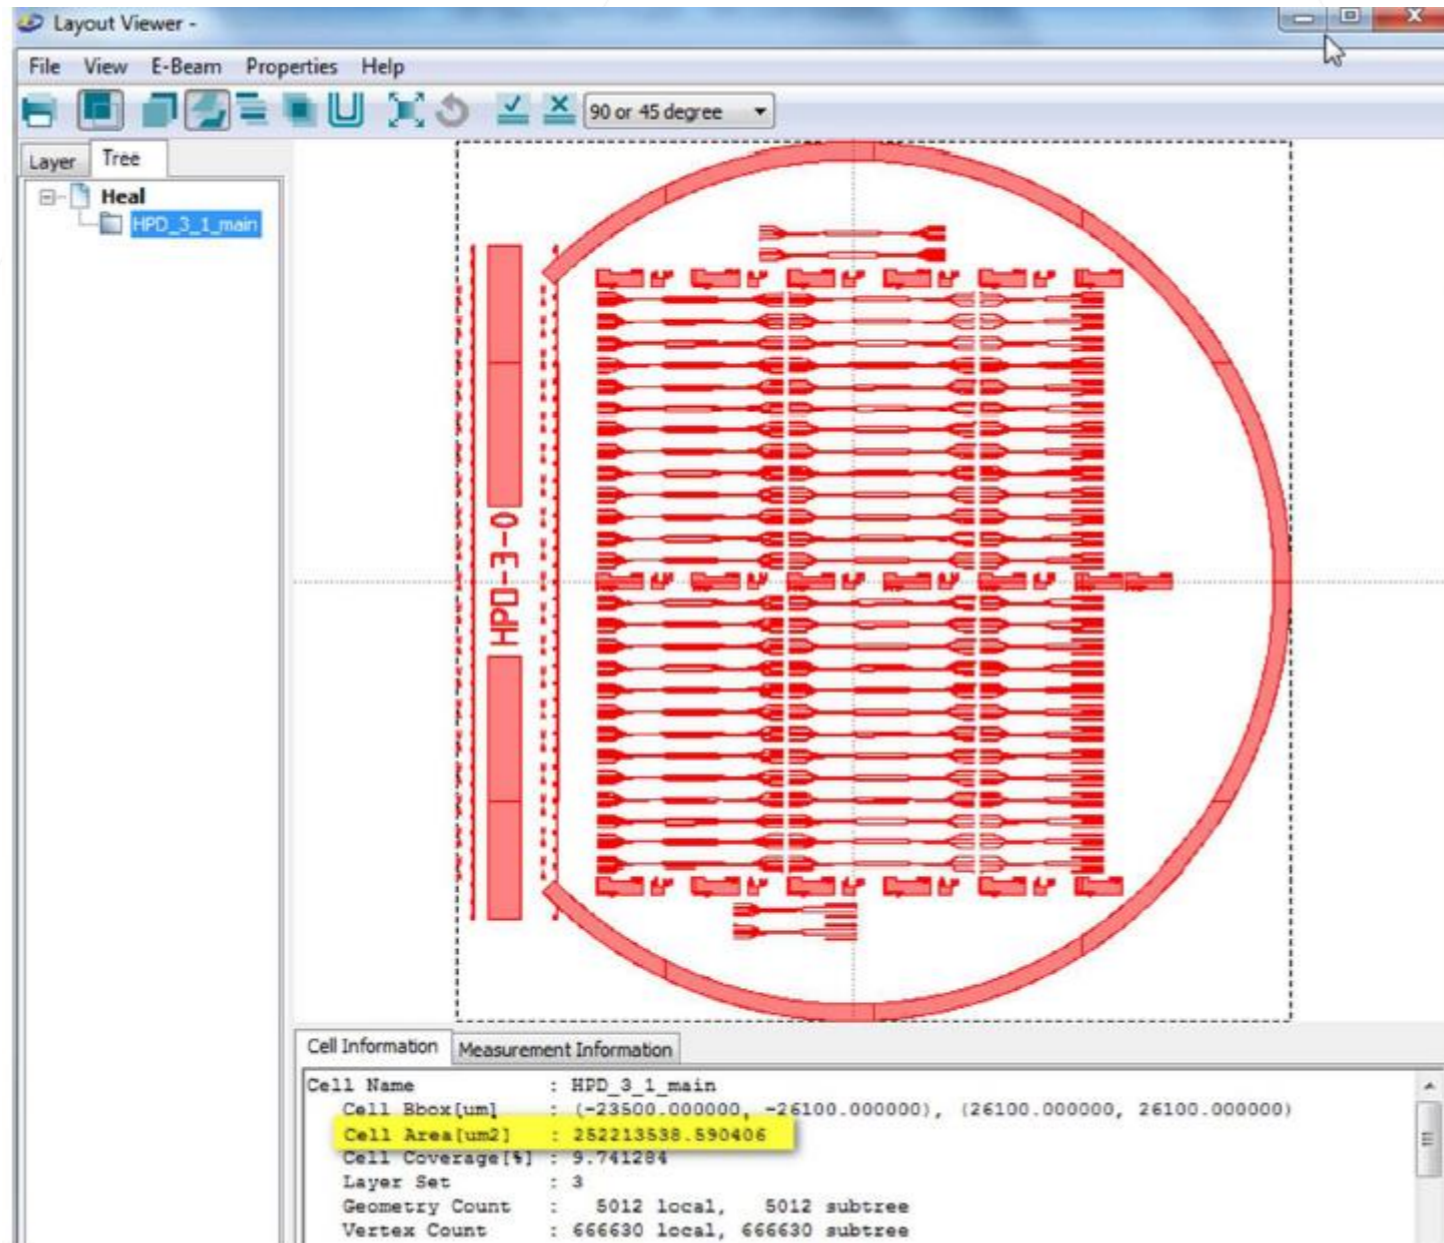 Layout Viewer -
File View E-Beam Properties Help
90 or 45 degree
Layer Tree
Heal
HPD_3_1_main
HPD-3-0
Cell Information Measurement Information
Cell Name : HPD_3_1_main
Cell Bbox[um] : (-23500.000000, -26100.000000), (26100.000000, 26100.000000)
Cell Area[um2] : 252213538.590406
Cell Coverage[%] : 9.741284
Layer Set : 3
Geometry Count : 5012 local, 5012 subtree
Vertex Count : 666630 local, 666630 subtree